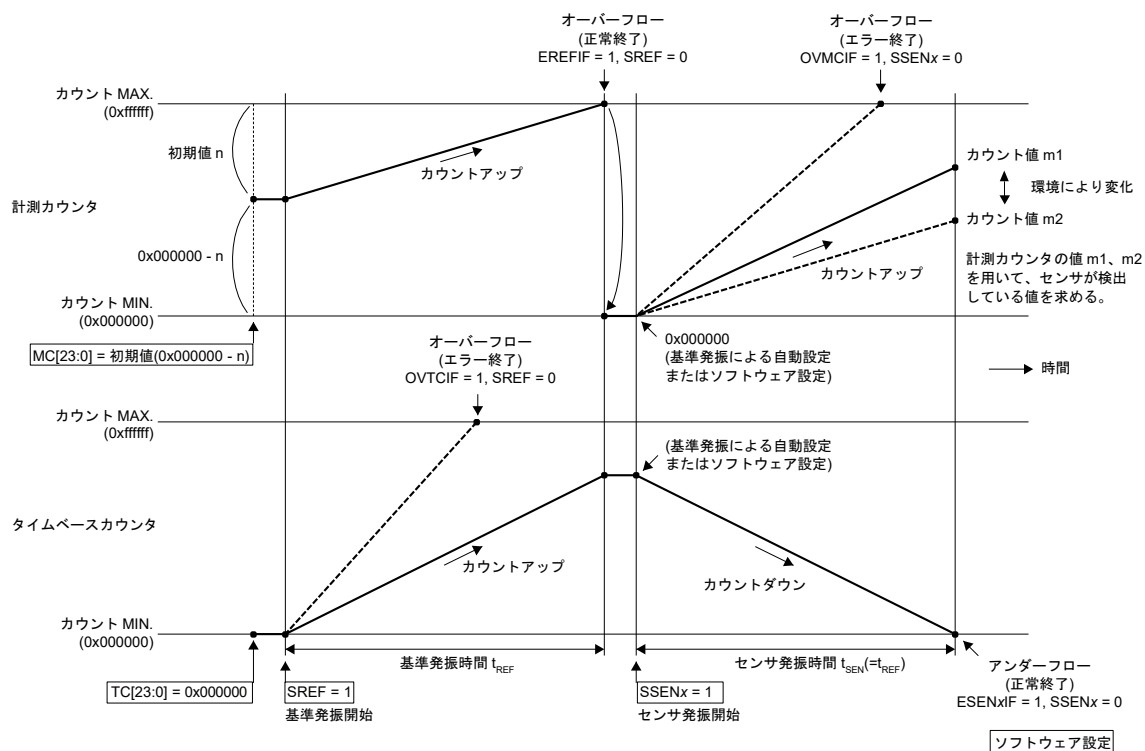 オーバーフロー
(正常終了)
EREFIF = 1, SREF = 0
オーバーフロー
(エラー終了)
OVMCIF = 1, SSENx = 0
カウント MAX.
(0xffffff)
初期値 n
カウントアップ
カウント値 m1
環境により変化
カウント値 m2
計測カウンタ
0x000000 - n
カウントアップ
計測カウンタの値 m1、m2
を用いて、センサが検出
している値を求める。
カウント MIN.
(0x000000)
MC[23:0] = 初期値(0x000000 - n)
オーバーフロー
(エラー終了)
OVTCIF = 1, SREF = 0
0x000000
(基準発振による自動設定
またはソフトウェア設定)
時間
カウント MAX.
(0xffffff)
(基準発振による自動設定
またはソフトウェア設定)
タイムベースカウンタ
カウントアップ
カウントダウン
カウント MIN.
(0x000000)
基準発振時間 tREF
センサ発振時間 tSEN(=tREF)
TC[23:0] = 0x000000
SREF = 1
基準発振開始
SSENx = 1
センサ発振開始
アンダーフロー
(正常終了)
ESENxIF = 1, SSENx = 0
ソフトウェア設定